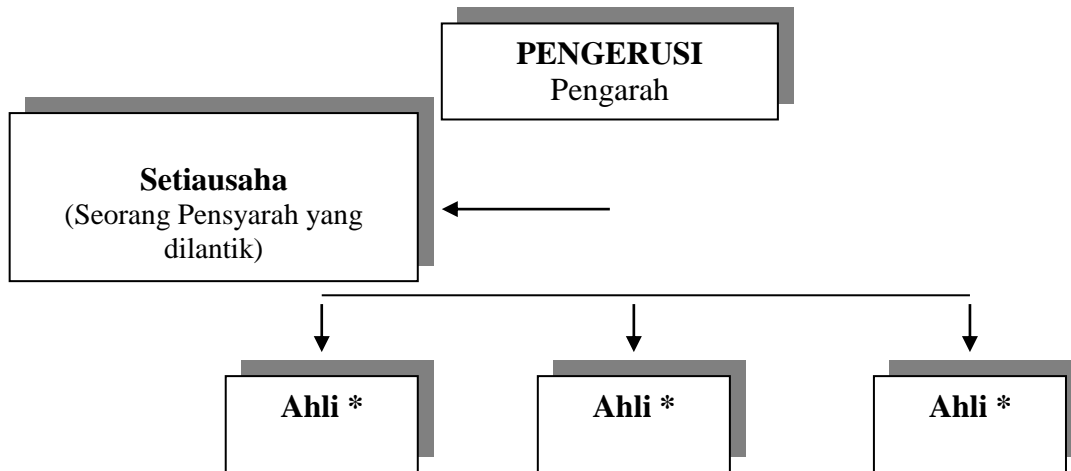 PENGERUSI
Pengarah
Setiausaha
(Seorang Pensyarah yang
dilantik)
Ahli *
Ahli *
Ahli *